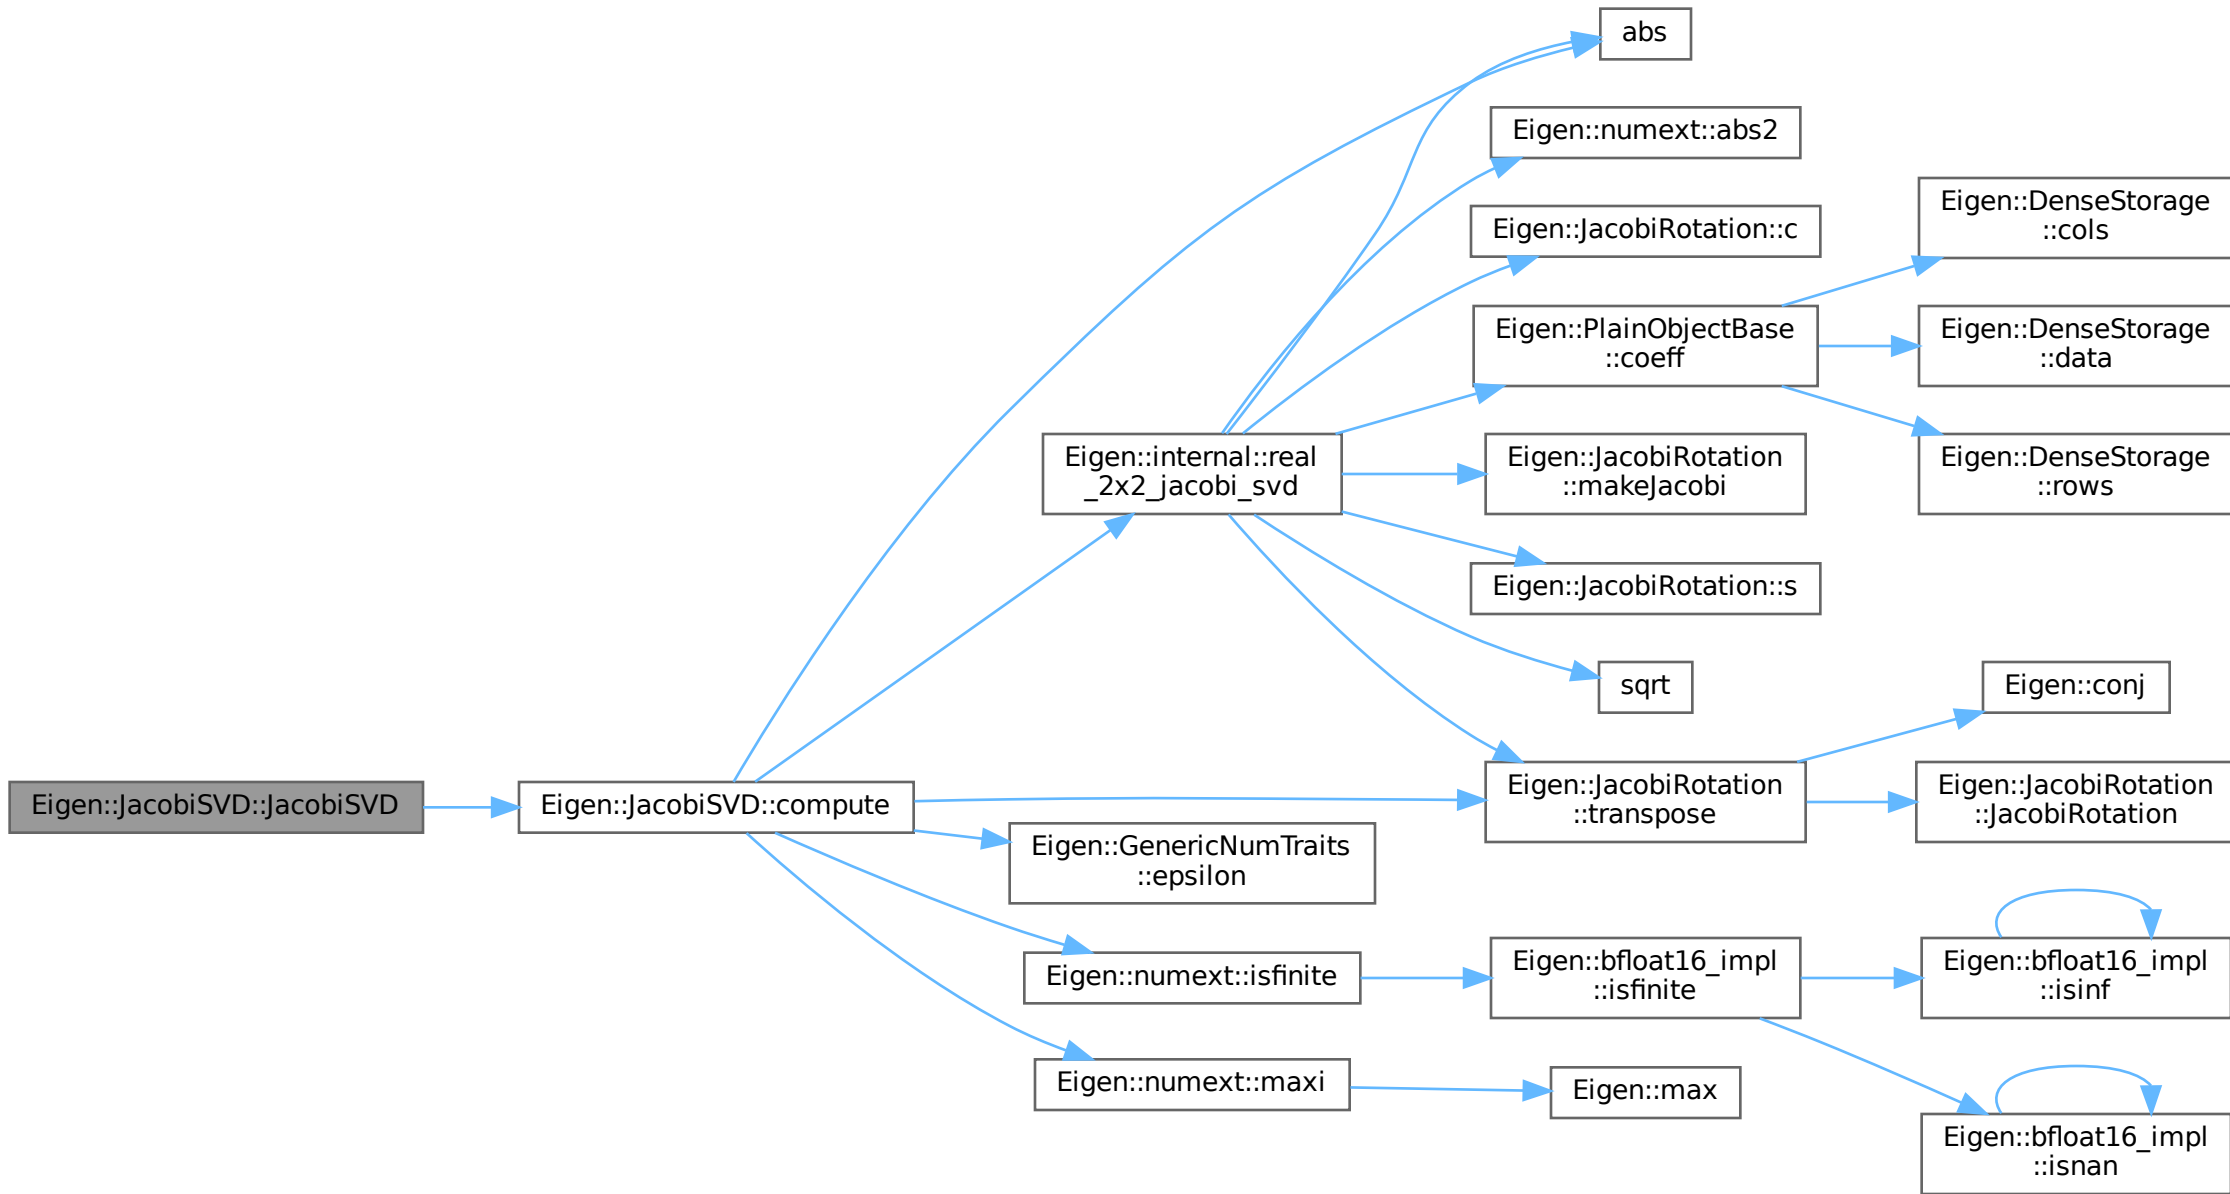 Eigen::JacobiSVD::JacobiSVD
Eigen::JacobiSVD::compute
abs
Eigen::internal::real
_2x2_jacobi_svd
Eigen::numext::abs2
Eigen::JacobiRotation::c
Eigen::PlainObjectBase
::coeff
Eigen::DenseStorage
::cols
Eigen::DenseStorage
::data
Eigen::DenseStorage
::rows
Eigen::JacobiRotation
::makeJacobi
Eigen::JacobiRotation::s
sqrt
Eigen::JacobiRotation
::transpose
Eigen::conj
Eigen::JacobiRotation
::JacobiRotation
Eigen::GenericNumTraits
::epsilon
Eigen::numext::isfinite
Eigen::bfloat16_impl
::isfinite
Eigen::bfloat16_impl
::isinf
Eigen::bfloat16_impl
::isnan
Eigen::numext::maxi
Eigen::max